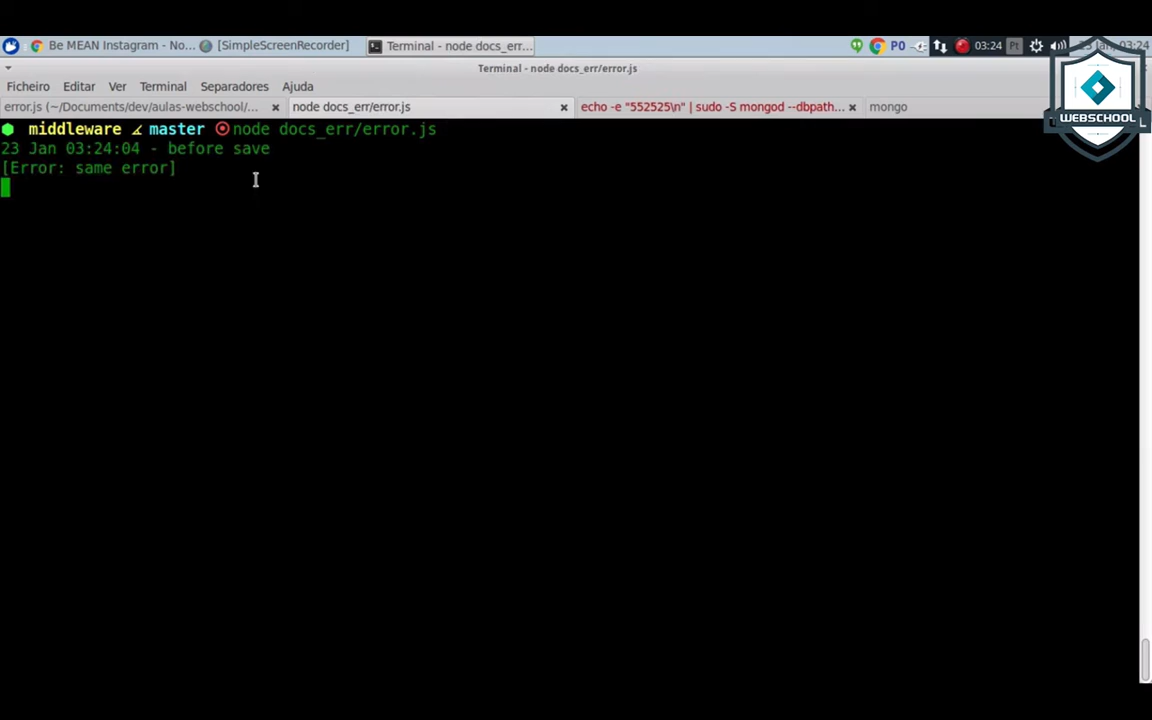 Be MEAN Instagram - No...
[SimpleScreenRecorder]
Terminal - node docs_err...
PO
03:24
Pt
Terminal - node docs_err/error.js
Ficheiro Editar Ver Terminal Separadores Ajuda
error.js (~/Documents/dev/aulas-webschool/...
node docs_err/error.js
echo -e "552525\n" | sudo -S mongod --dbpath...
mongo
WEBSCHOOL
middleware master node docs_err/error.js
23 Jan 03:24:04 - before save
[Error: same error]